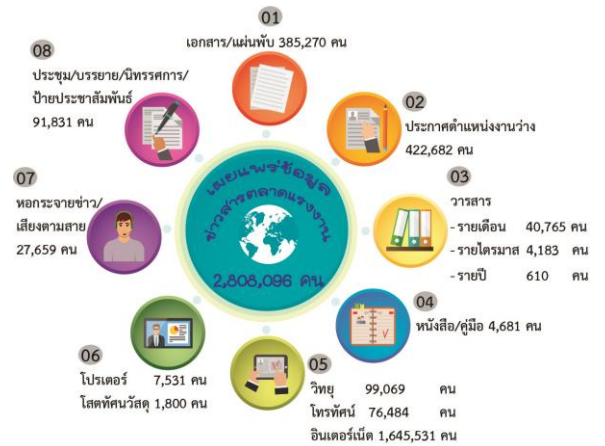 01
เอกสาร/แผ่นพับ 385,270 คน
02
ประกาศตำแหน่งงานว่าง
422,682 คน
03
วารสาร
- รายเดือน 40,765 คน
- รายไตรมาส 4,183 คน
- รายปี 610 คน
04
หนังสือ/คู่มือ 4,681 คน
05
วิทยุ 99,069 คน
โทรทัศน์ 76,484 คน
อินเตอร์เน็ต 1,645,531 คน
06
โปรเตอร์ 7,531 คน
โสตทัศนวัสดุ 1,800 คน
07
หอกระจายข่าว/
เสียงตามสาย
27,659 คน
08
ประชุม/บรรยาย/นิทรรศการ/
ป้ายประชาสัมพันธ์
91,831 คน
เผยแพร่ข้อมูล
ข่าวสารตลาดแรงงาน
2,808,096 คน